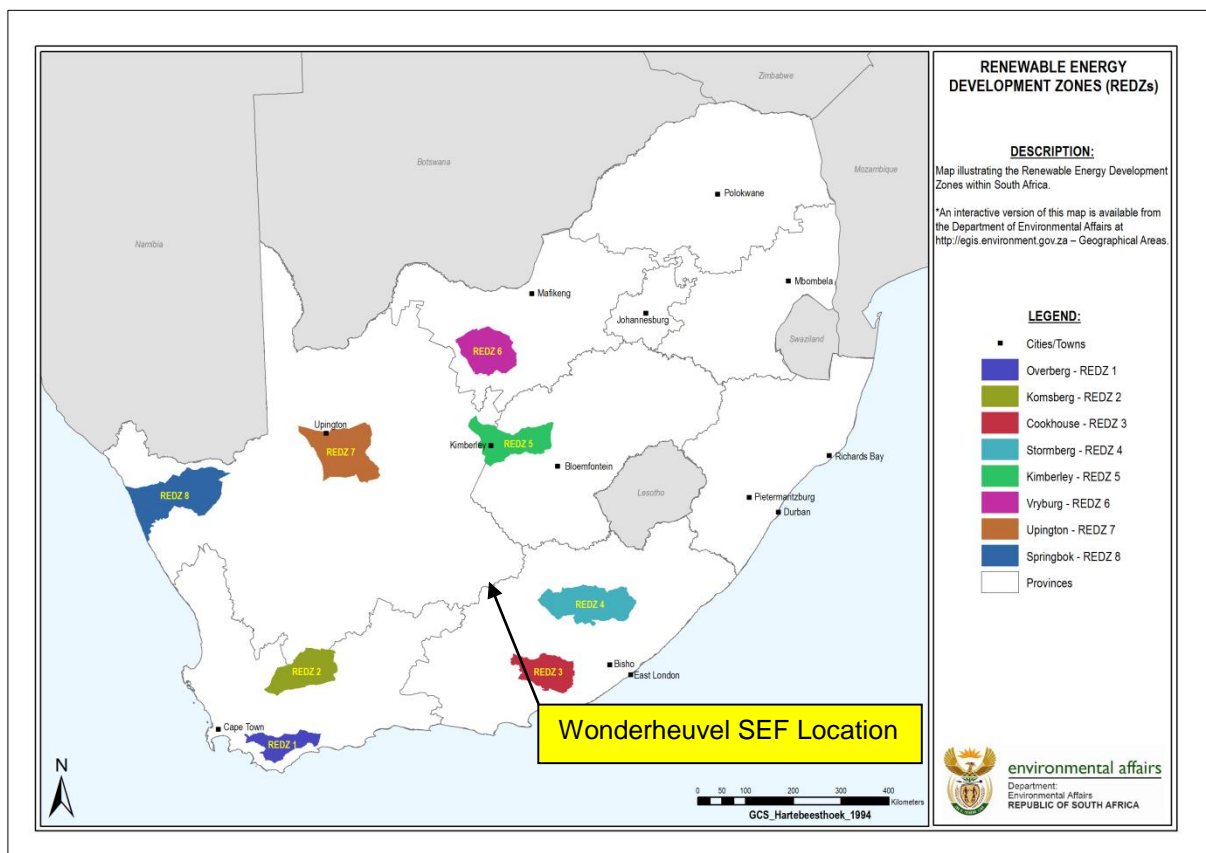 Zimbabwe
Botswana
Mozambique
Namibia
Polokwane
Mbombela
Mafikeng
Johannesburg
Swaziland
REDZ 6
Upington
REDZ 7
Kimberley
REDZ 5
Bloemfontein
Richards Bay
REDZ 8
Lesotho
Pietermaritzburg
Durban
REDZ 4
REDZ 2
REDZ 3
Bisho
East London
Cape Town
REDZ 1
Wonderheuvel SEF Location
N
0 50 100 200 300 400
Kilometers
GCS_Hartebeesthoek_1994
RENEWABLE ENERGY
DEVELOPMENT ZONES (REDZs)
DESCRIPTION:
Map illustrating the Renewable Energy Development
Zones within South Africa.
*An interactive version of this map is available from
the Department of Environmental Affairs at
http://egis.environment.gov.za – Geographical Areas.
LEGEND:
Cities/Towns
Overberg - REDZ 1
Komsberg - REDZ 2
Cookhouse - REDZ 3
Stormberg - REDZ 4
Kimberley - REDZ 5
Vryburg - REDZ 6
Upington - REDZ 7
Springbok - REDZ 8
Provinces
environmental affairs
Department:
Environmental Affairs
REPUBLIC OF SOUTH AFRICA